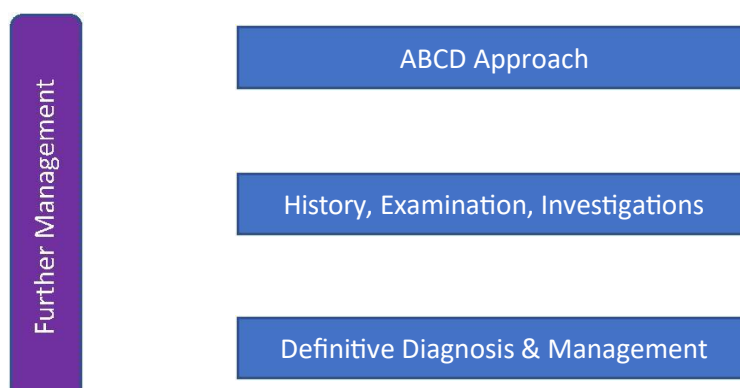 Further Management
ABCD Approach
History, Examination, Investigations
Definitive Diagnosis & Management